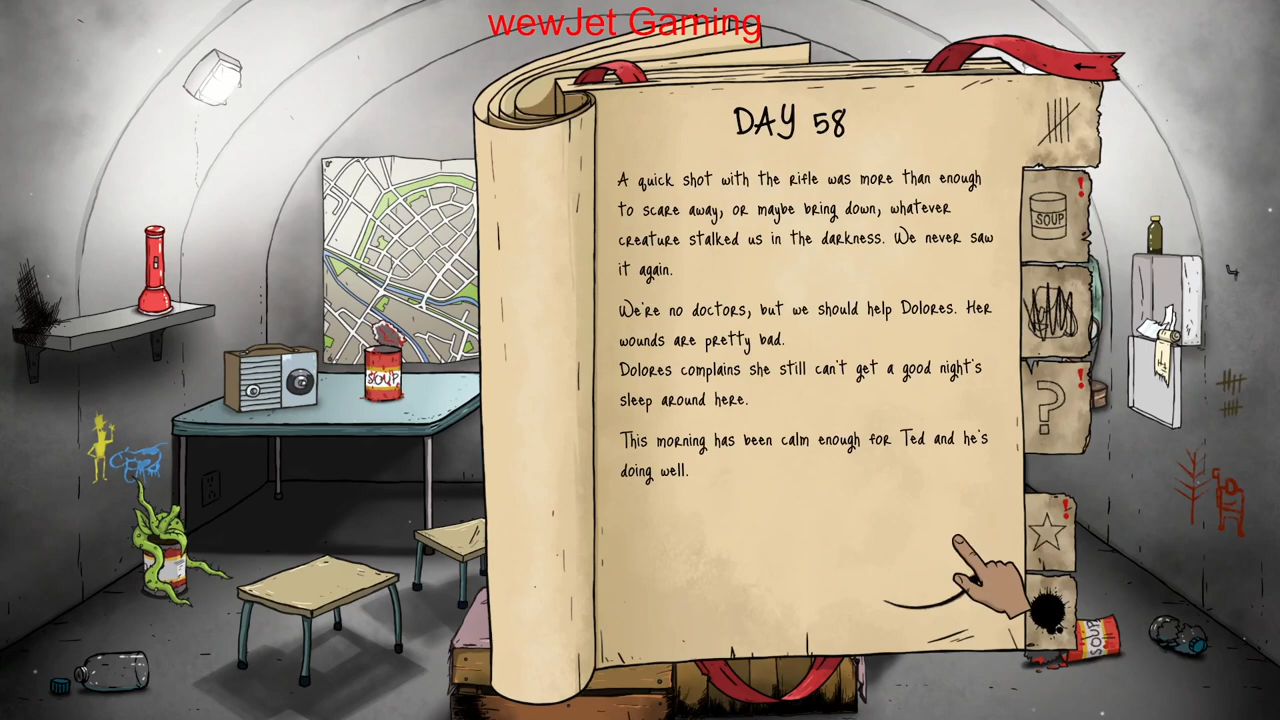 wewJet Gaming
DAY 58
A quick shot with the rifle was more than enough
to scare away, or maybe bring down, whatever
creature stalked us in the darkness. We never saw
it again.
We're no doctors, but we should help Dolores. Her
wounds are pretty bad.
Dolores complains she still can't get a good night's
sleep around here.
This morning has been calm enough for Ted and he's
doing well.
SOUP
!
?
!
!
SOUP
SOUP